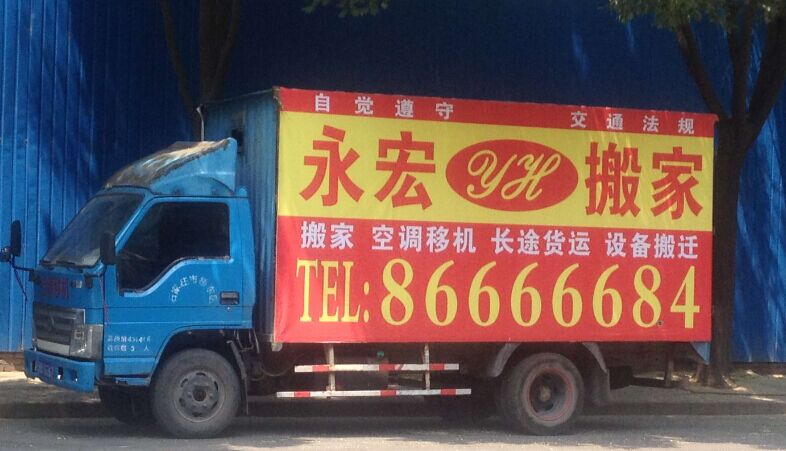 自觉遵守 交通法规
永宏 YH 搬家
搬家 空调移机 长途货运 设备搬迁
TEL: 86666684